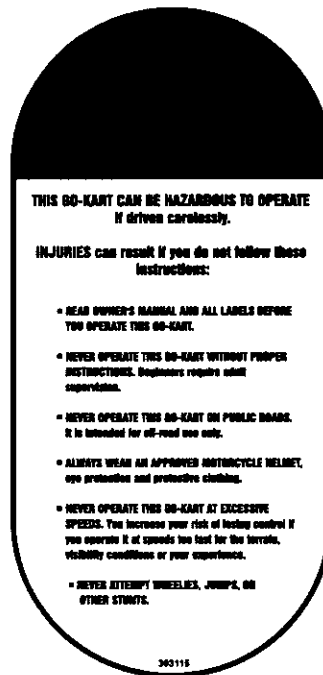 THIS GO-KART CAN BE HAZARDOUS TO OPERATE
if driven carelessly.
INJURIES can result if you do not follow these
instructions:
• READ OWNER'S MANUAL AND ALL LABELS BEFORE
YOU OPERATE THIS GO-KART.
• NEVER OPERATE THIS GO-KART WITHOUT PROPER
INSTRUCTIONS. Beginners require adult
supervision.
• NEVER OPERATE THIS GO-KART ON PUBLIC ROADS.
It is intended for off-road use only.
• ALWAYS WEAR AN APPROVED MOTORCYCLE HELMET,
eye protection and protective clothing.
• NEVER OPERATE THIS GO-KART AT EXCESSIVE
SPEEDS. You increase your risk of losing control if
you operate it at speeds too fast for the terrain,
visibility conditions or your experience.
• NEVER ATTEMPT WHEELIES, JUMPS, OR
OTHER STUNTS.
303115